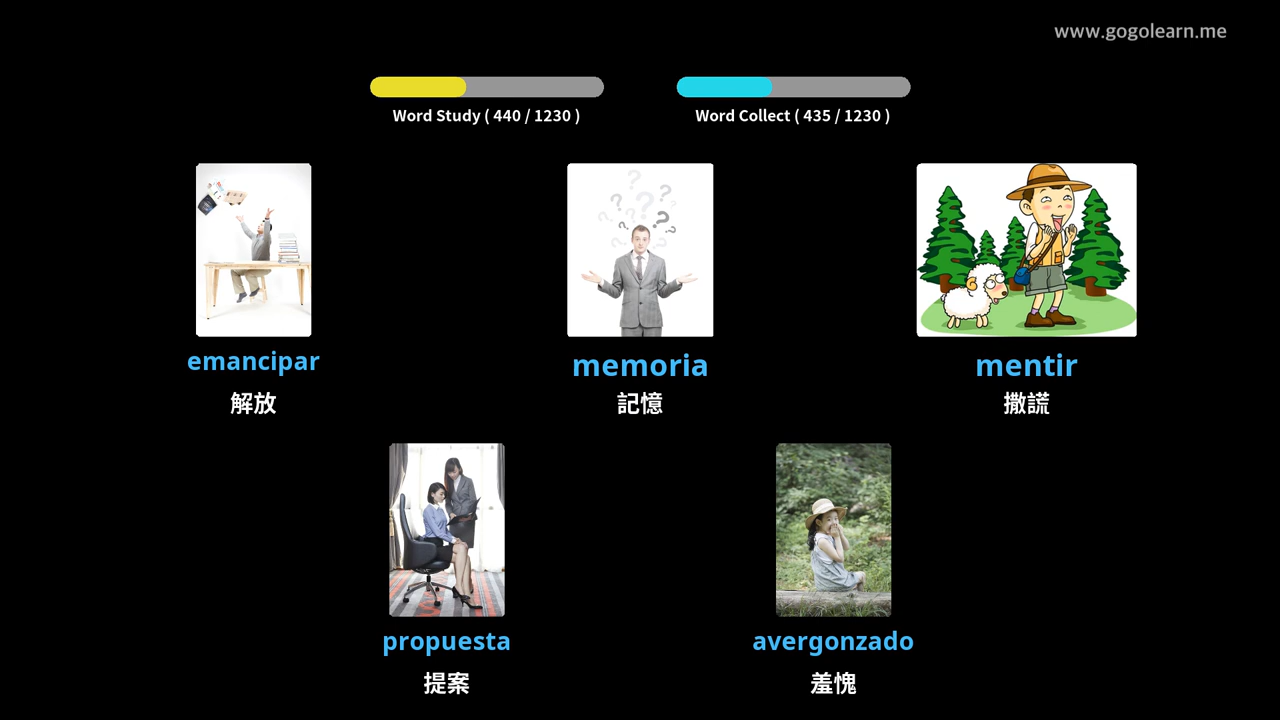 www.gogolearn.me
Word Study ( 440 / 1230 )
Word Collect ( 435 / 1230 )
emancipar
解放
memoria
記憶
mentir
撒謊
propuesta
提案
avergonzado
羞愧